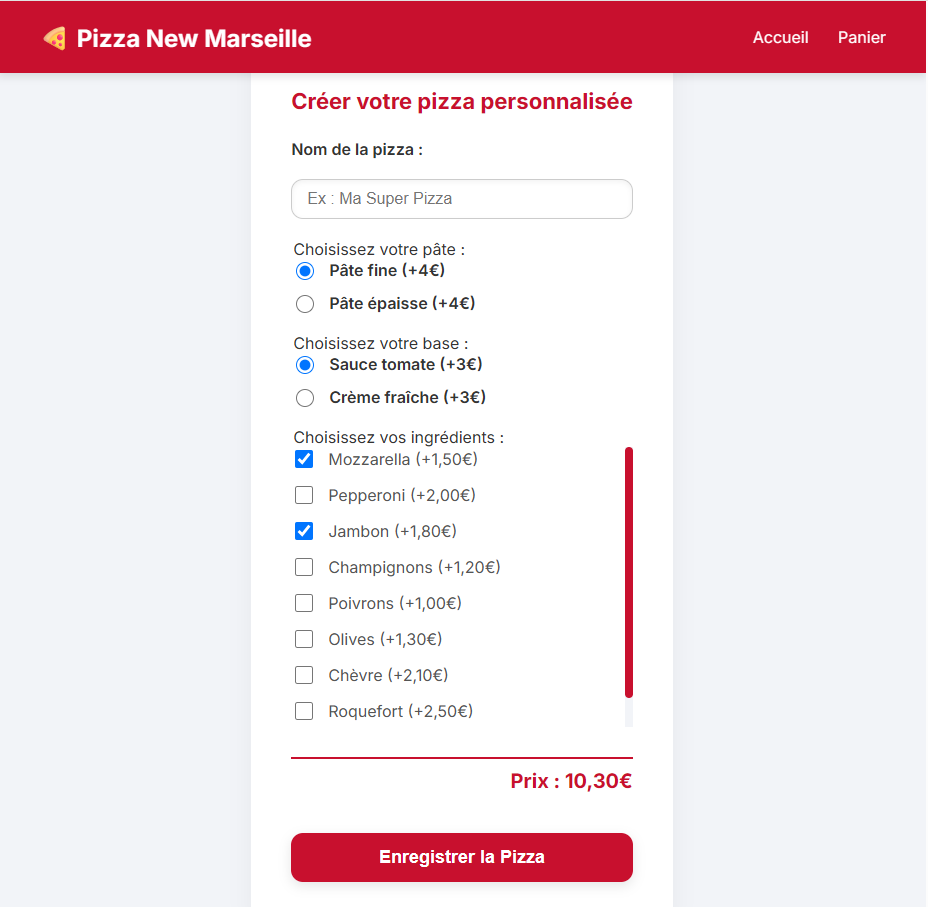 Pizza New Marseille
Accueil
Panier
Créer votre pizza personnalisée
Nom de la pizza :
Ex : Ma Super Pizza
Choisissez votre pâte :
Pâte fine (+4€)
Pâte épaisse (+4€)
Choisissez votre base :
Sauce tomate (+3€)
Crème fraîche (+3€)
Choisissez vos ingrédients :
Mozzarella (+1,50€)
Pepperoni (+2,00€)
Jambon (+1,80€)
Champignons (+1,20€)
Poivrons (+1,00€)
Olives (+1,30€)
Chèvre (+2,10€)
Roquefort (+2,50€)
Prix : 10,30€
Enregistrer la Pizza